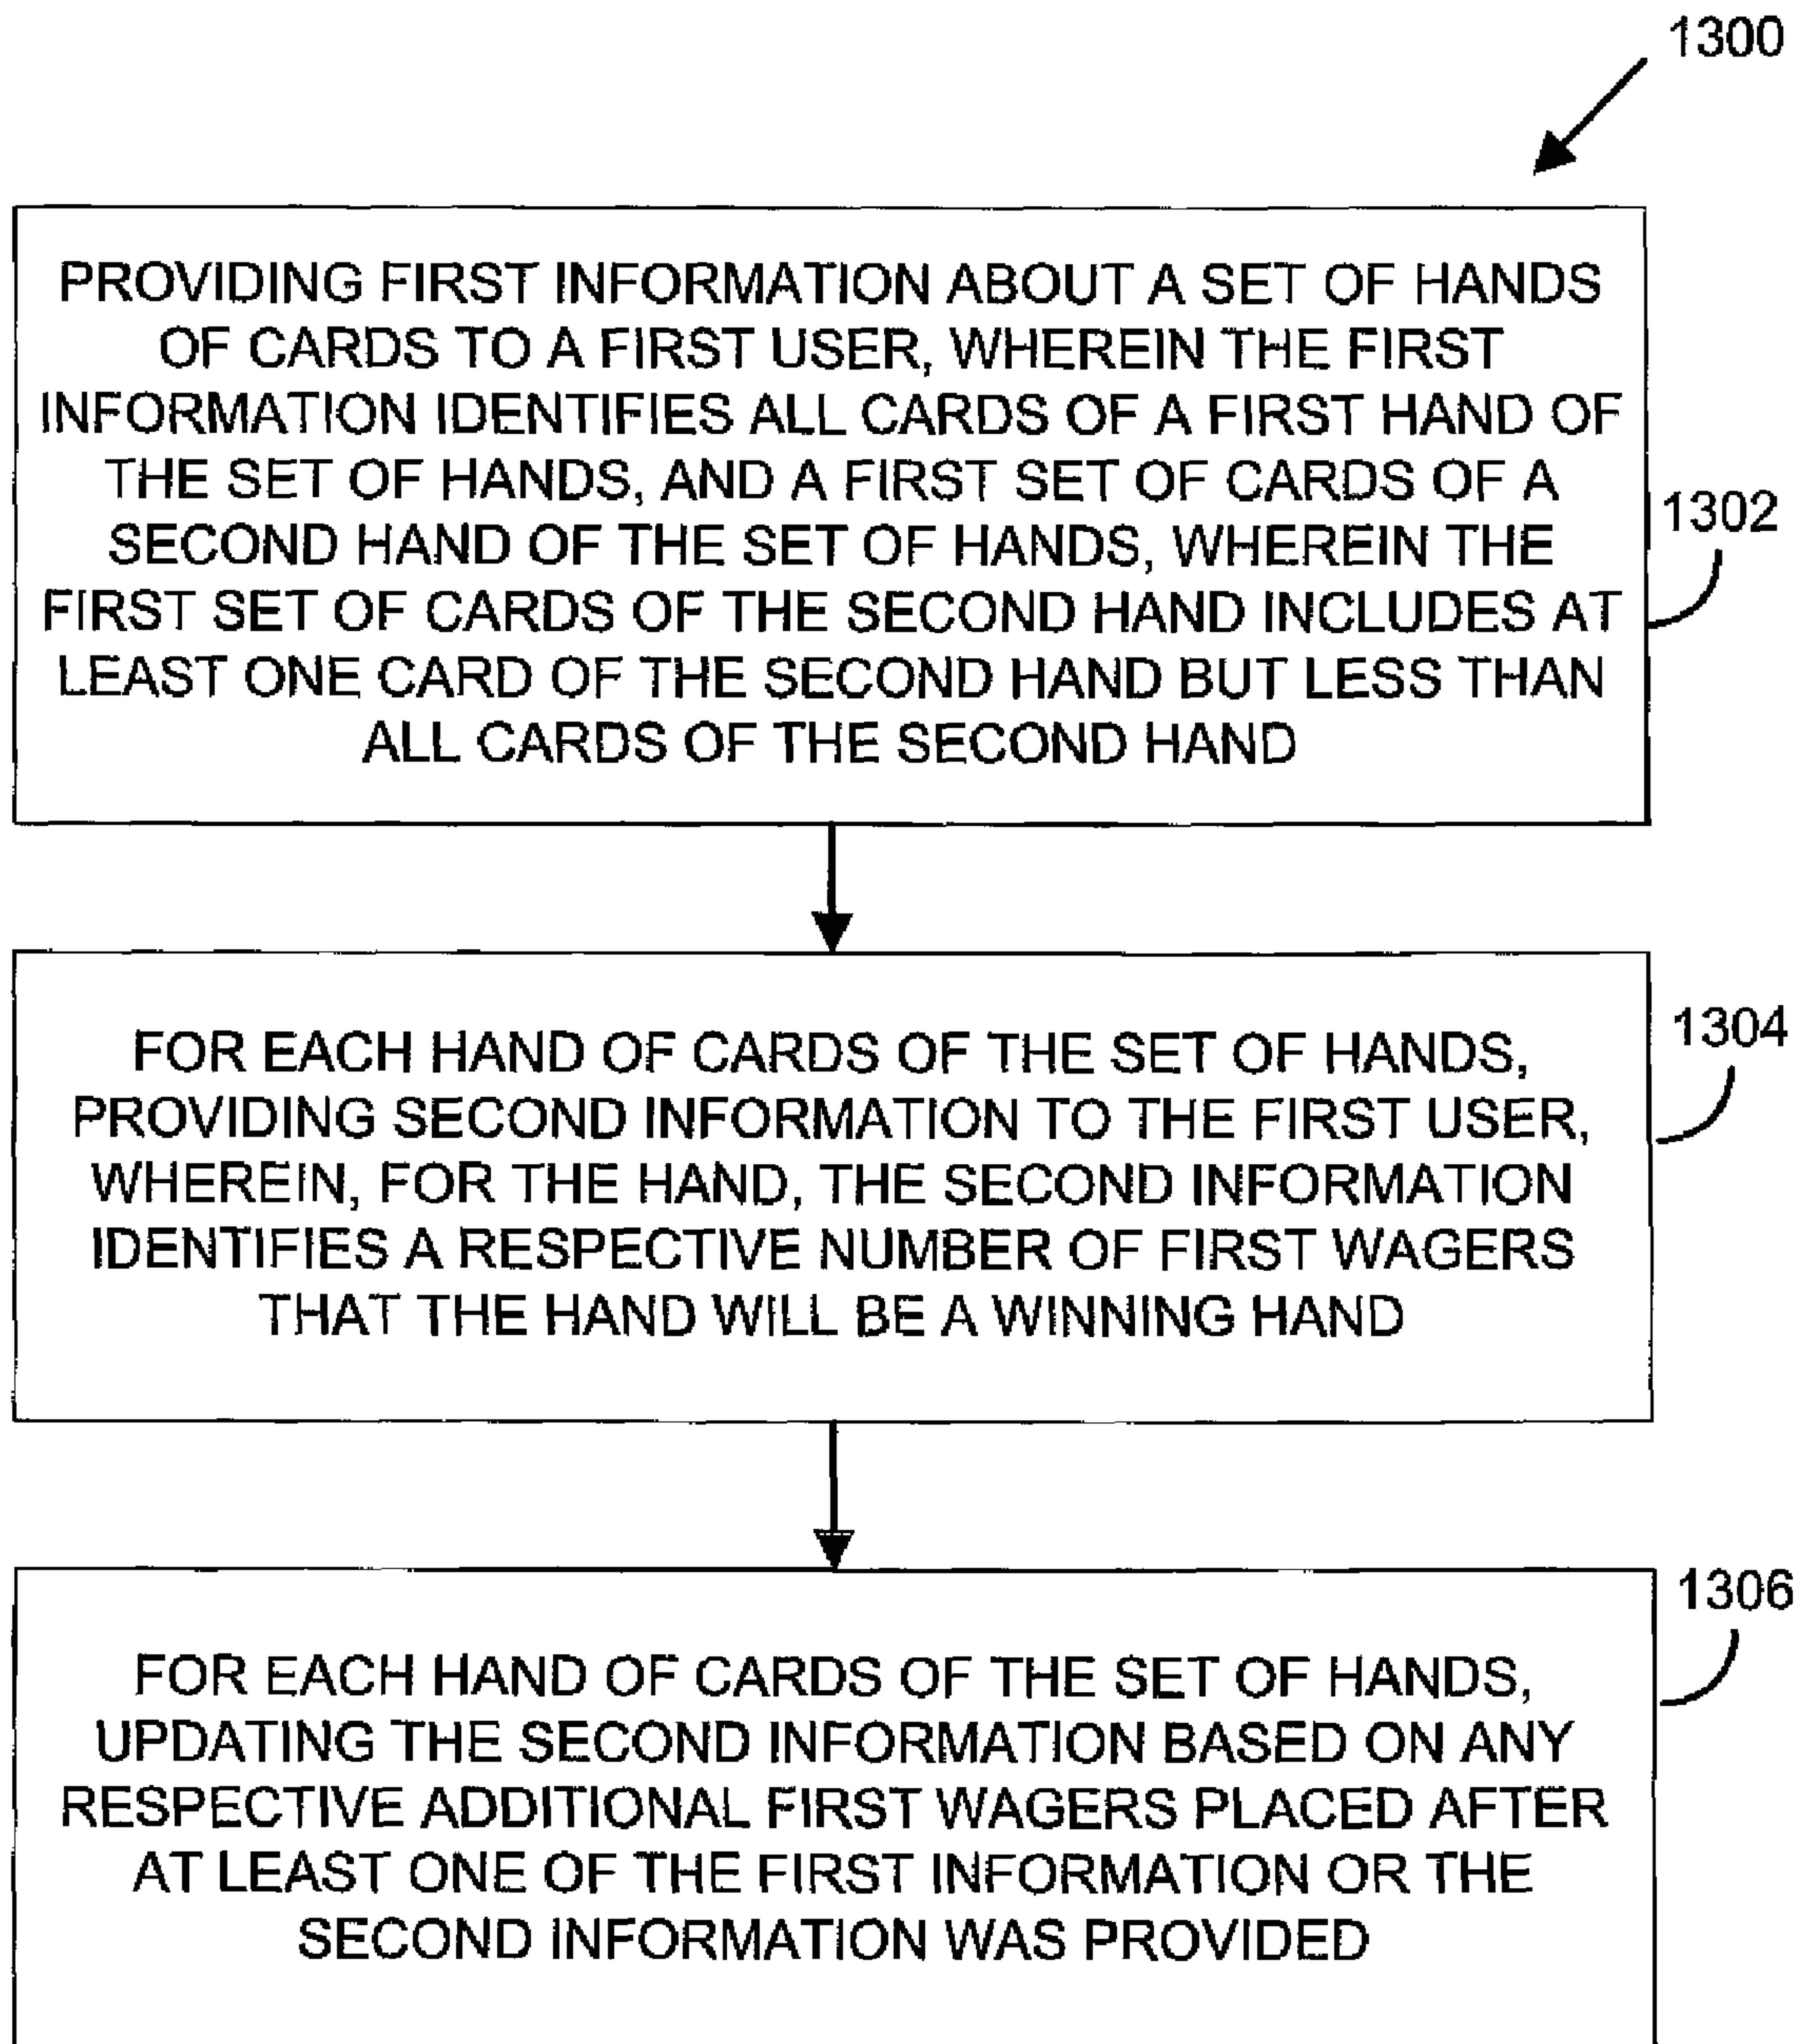 1300
PROVIDING FIRST INFORMATION ABOUT A SET OF HANDS
OF CARDS TO A FIRST USER, WHEREIN THE FIRST
INFORMATION IDENTIFIES ALL CARDS OF A FIRST HAND OF
THE SET OF HANDS, AND A FIRST SET OF CARDS OF A
SECOND HAND OF THE SET OF HANDS, WHEREIN THE
FIRST SET OF CARDS OF THE SECOND HAND INCLUDES AT
LEAST ONE CARD OF THE SECOND HAND BUT LESS THAN
ALL CARDS OF THE SECOND HAND
1302
FOR EACH HAND OF CARDS OF THE SET OF HANDS,
PROVIDING SECOND INFORMATION TO THE FIRST USER,
WHEREIN, FOR THE HAND, THE SECOND INFORMATION
IDENTIFIES A RESPECTIVE NUMBER OF FIRST WAGERS
THAT THE HAND WILL BE A WINNING HAND
1304
FOR EACH HAND OF CARDS OF THE SET OF HANDS,
UPDATING THE SECOND INFORMATION BASED ON ANY
RESPECTIVE ADDITIONAL FIRST WAGERS PLACED AFTER
AT LEAST ONE OF THE FIRST INFORMATION OR THE
SECOND INFORMATION WAS PROVIDED
1306